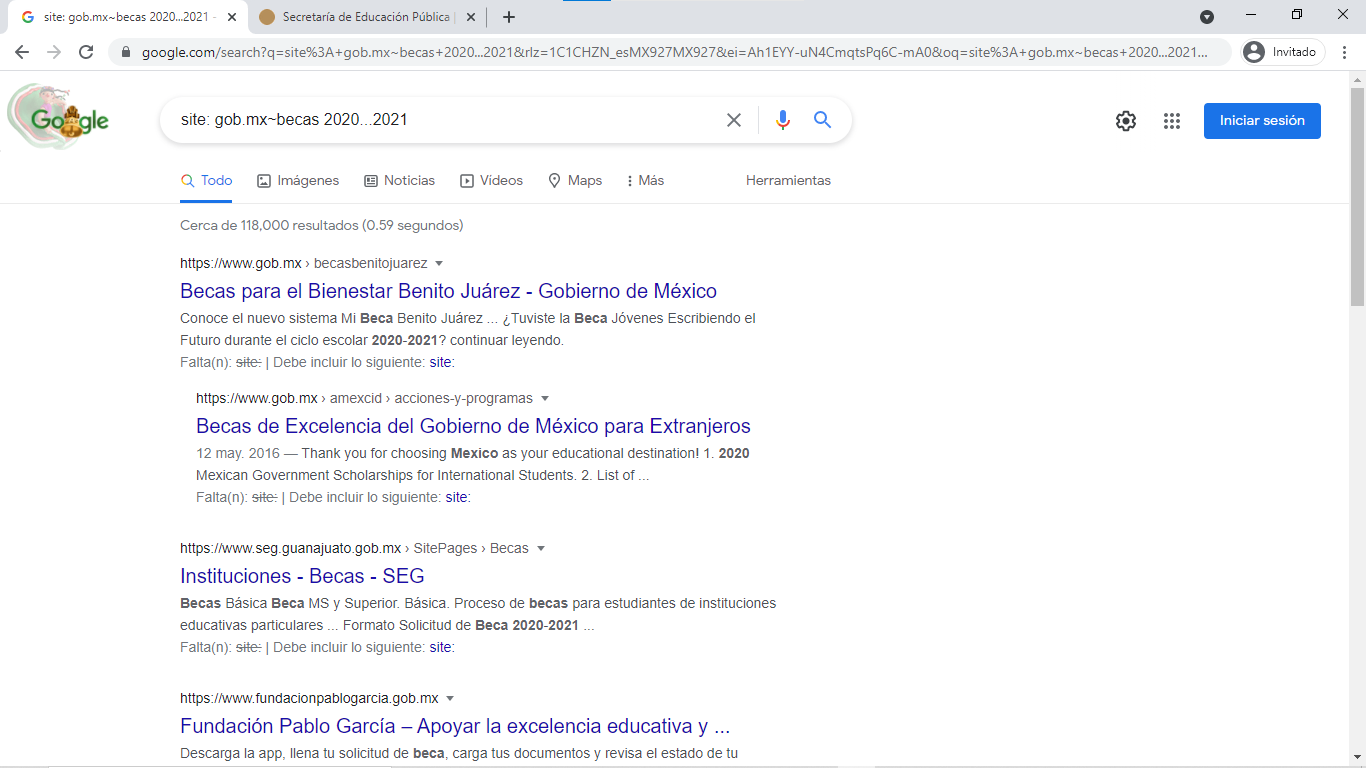 site: gob.mx~becas 2020...2021 -
Secretaría de Educación Pública |
google.com/search?q=site%3A+gob.mx~becas+2020...2021&rlz=1C1CHZN_esMX927MX927&ei=Ah1EYY-uN4CmqtsPq6C-mA0&oq=site%3A+gob.mx~becas+2020...2021...
Invitado
Google
site: gob.mx~becas 2020...2021
Iniciar sesión
Todo
Imágenes
Noticias
Vídeos
Maps
Más
Herramientas
Cerca de 118,000 resultados (0.59 segundos)
https://www.gob.mx › becasbenitojuarez
Becas para el Bienestar Benito Juárez - Gobierno de México
Conoce el nuevo sistema Mi Beca Benito Juárez ... ¿Tuviste la Beca Jóvenes Escribiendo el
Futuro durante el ciclo escolar 2020-2021? continuar leyendo.
Falta(n): site: | Debe incluir lo siguiente: site:
https://www.gob.mx › amexcid › acciones-y-programas
Becas de Excelencia del Gobierno de México para Extranjeros
12 may. 2016 — Thank you for choosing Mexico as your educational destination! 1. 2020
Mexican Government Scholarships for International Students. 2. List of ...
Falta(n): site: | Debe incluir lo siguiente: site:
https://www.seg.guanajuato.gob.mx › SitePages › Becas
Instituciones - Becas - SEG
Becas Básica Beca MS y Superior. Básica. Proceso de becas para estudiantes de instituciones
educativas particulares ... Formato Solicitud de Beca 2020-2021 ...
Falta(n): site: | Debe incluir lo siguiente: site:
https://www.fundacionpablogarcia.gob.mx
Fundación Pablo García – Apoyar la excelencia educativa y ...
Descarga la app, llena tu solicitud de beca, carga tus documentos y revisa el estado de tu